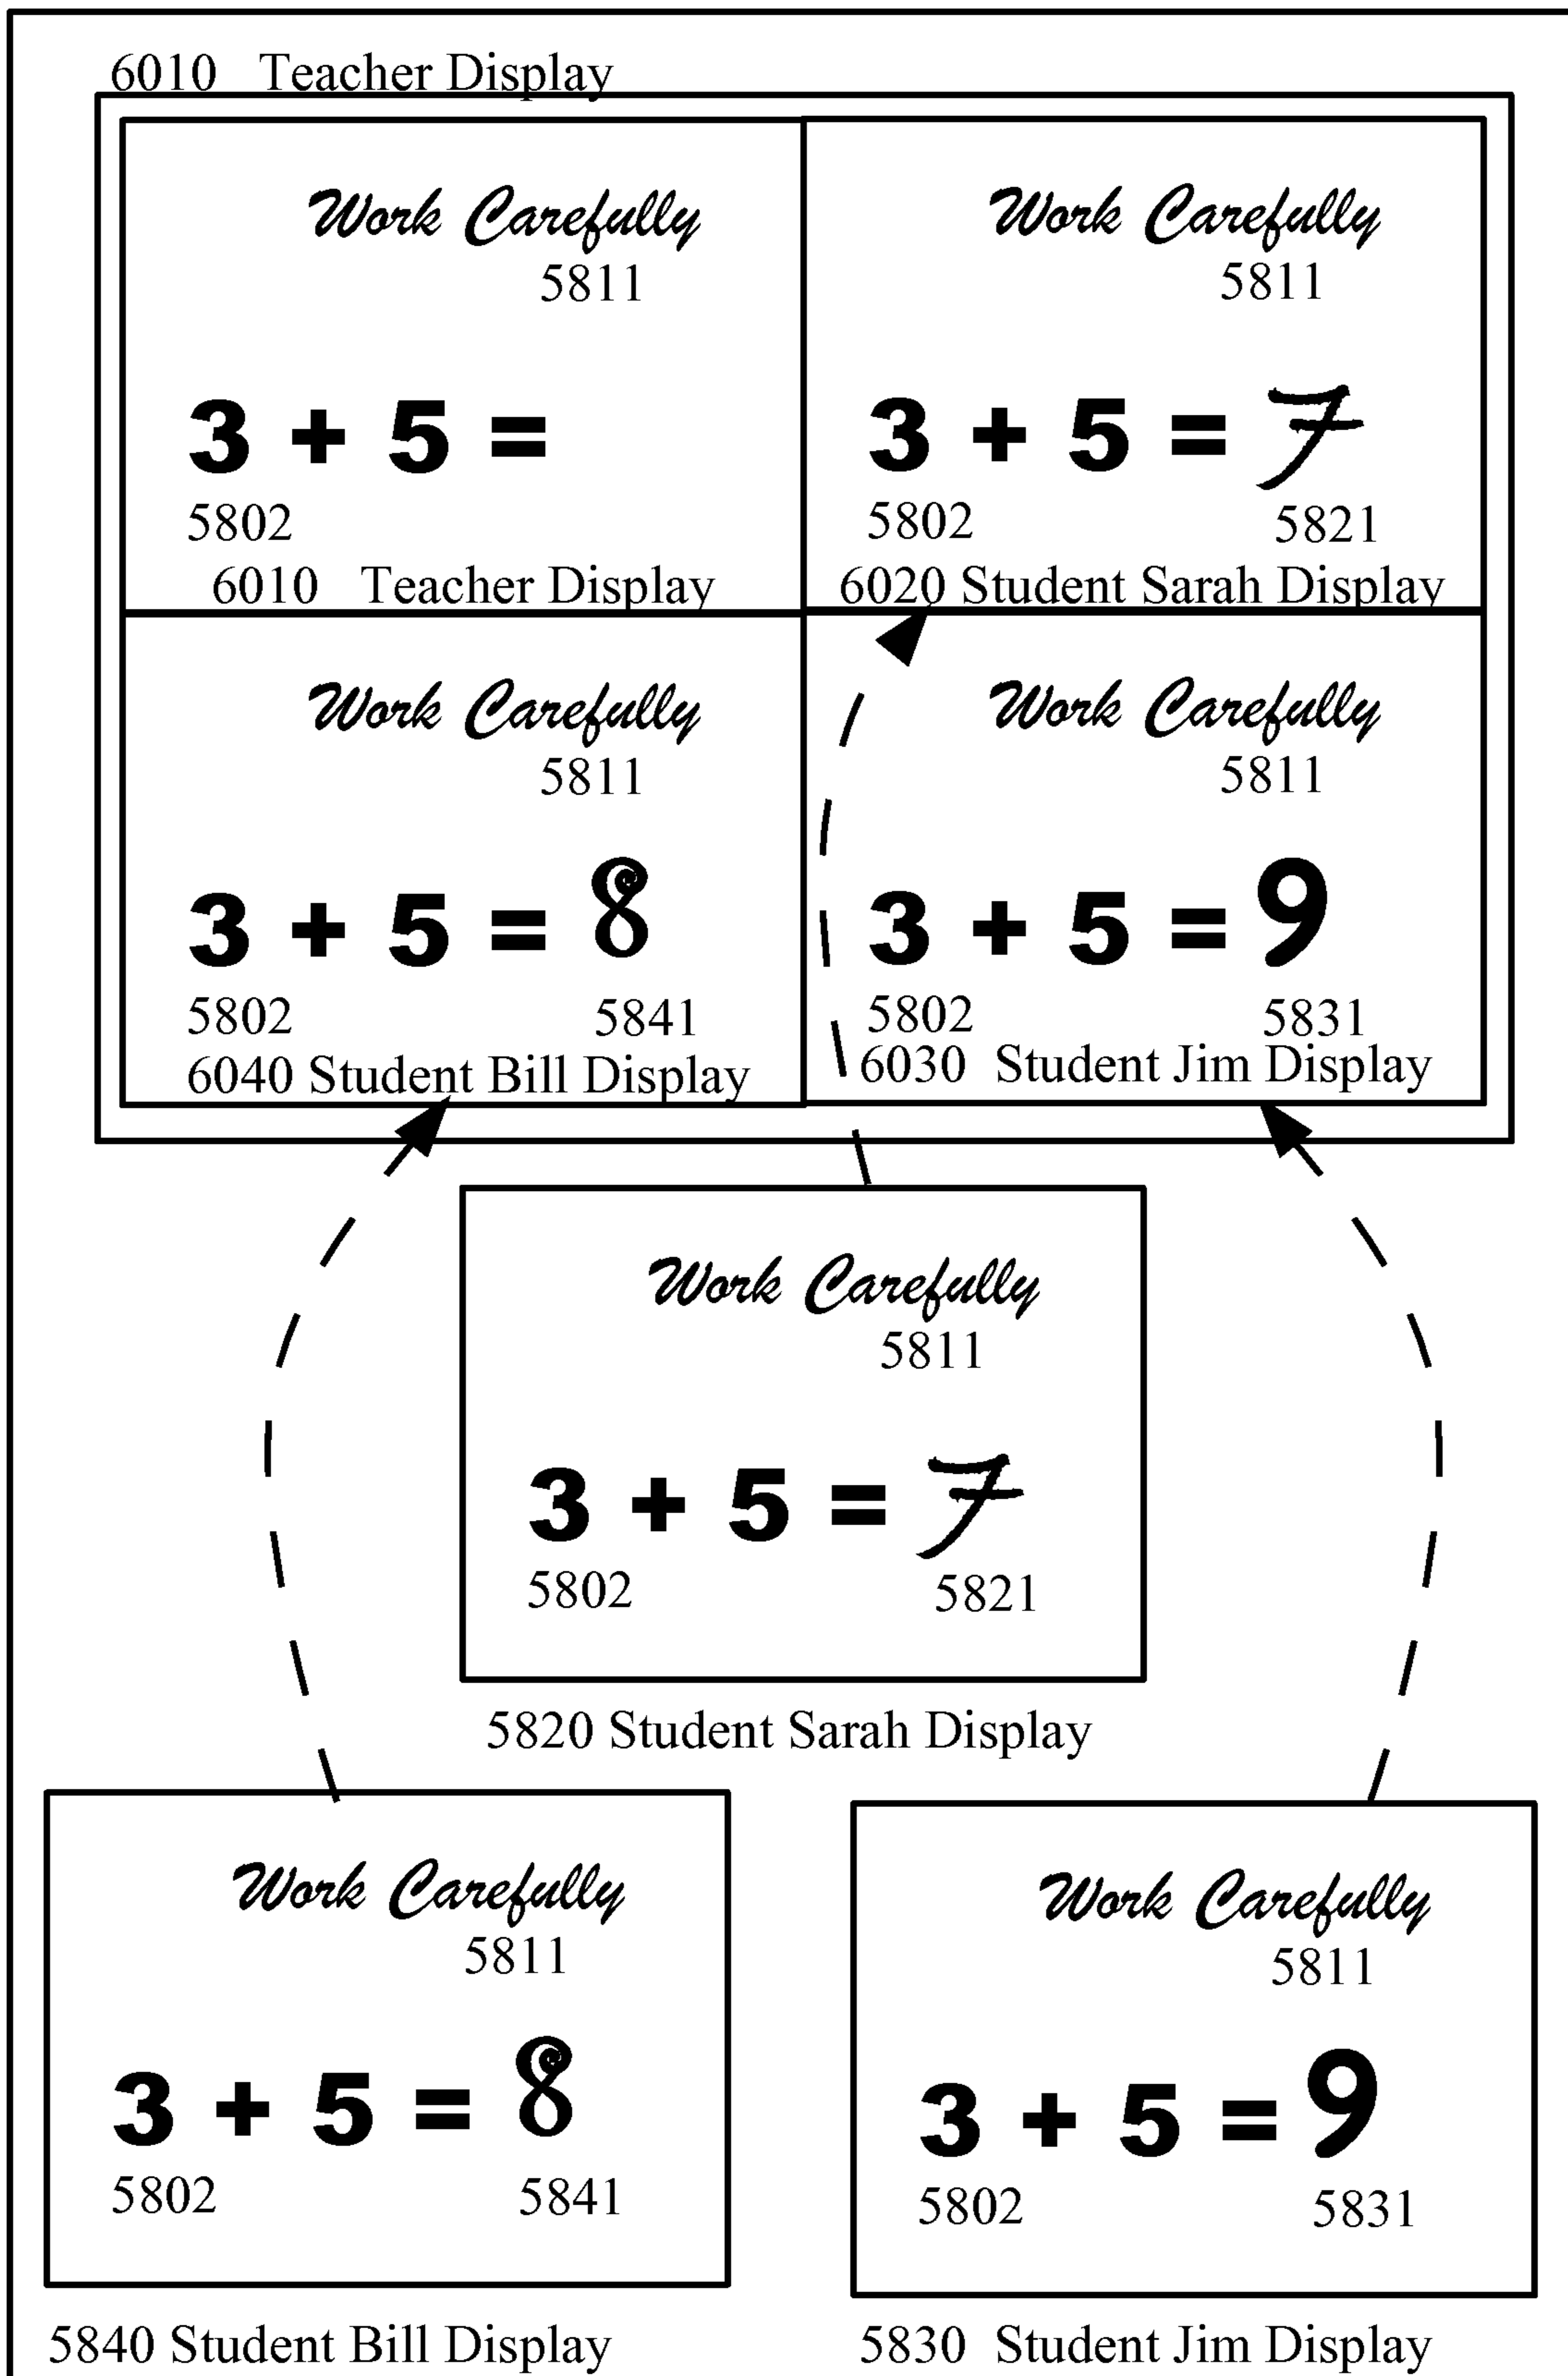 6010 Teacher Display
Work Carefully
5811
3 + 5 =
5802
6010 Teacher Display
Work Carefully
5811
3 + 5 = 7
5802 5821
6020 Student Sarah Display
Work Carefully
5811
3 + 5 = 8
5802 5841
6040 Student Bill Display
Work Carefully
5811
3 + 5 = 9
5802 5831
6030 Student Jim Display
Work Carefully
5811
3 + 5 = 7
5802 5821
5820 Student Sarah Display
Work Carefully
5811
3 + 5 = 8
5802 5841
5840 Student Bill Display
Work Carefully
5811
3 + 5 = 9
5802 5831
5830 Student Jim Display